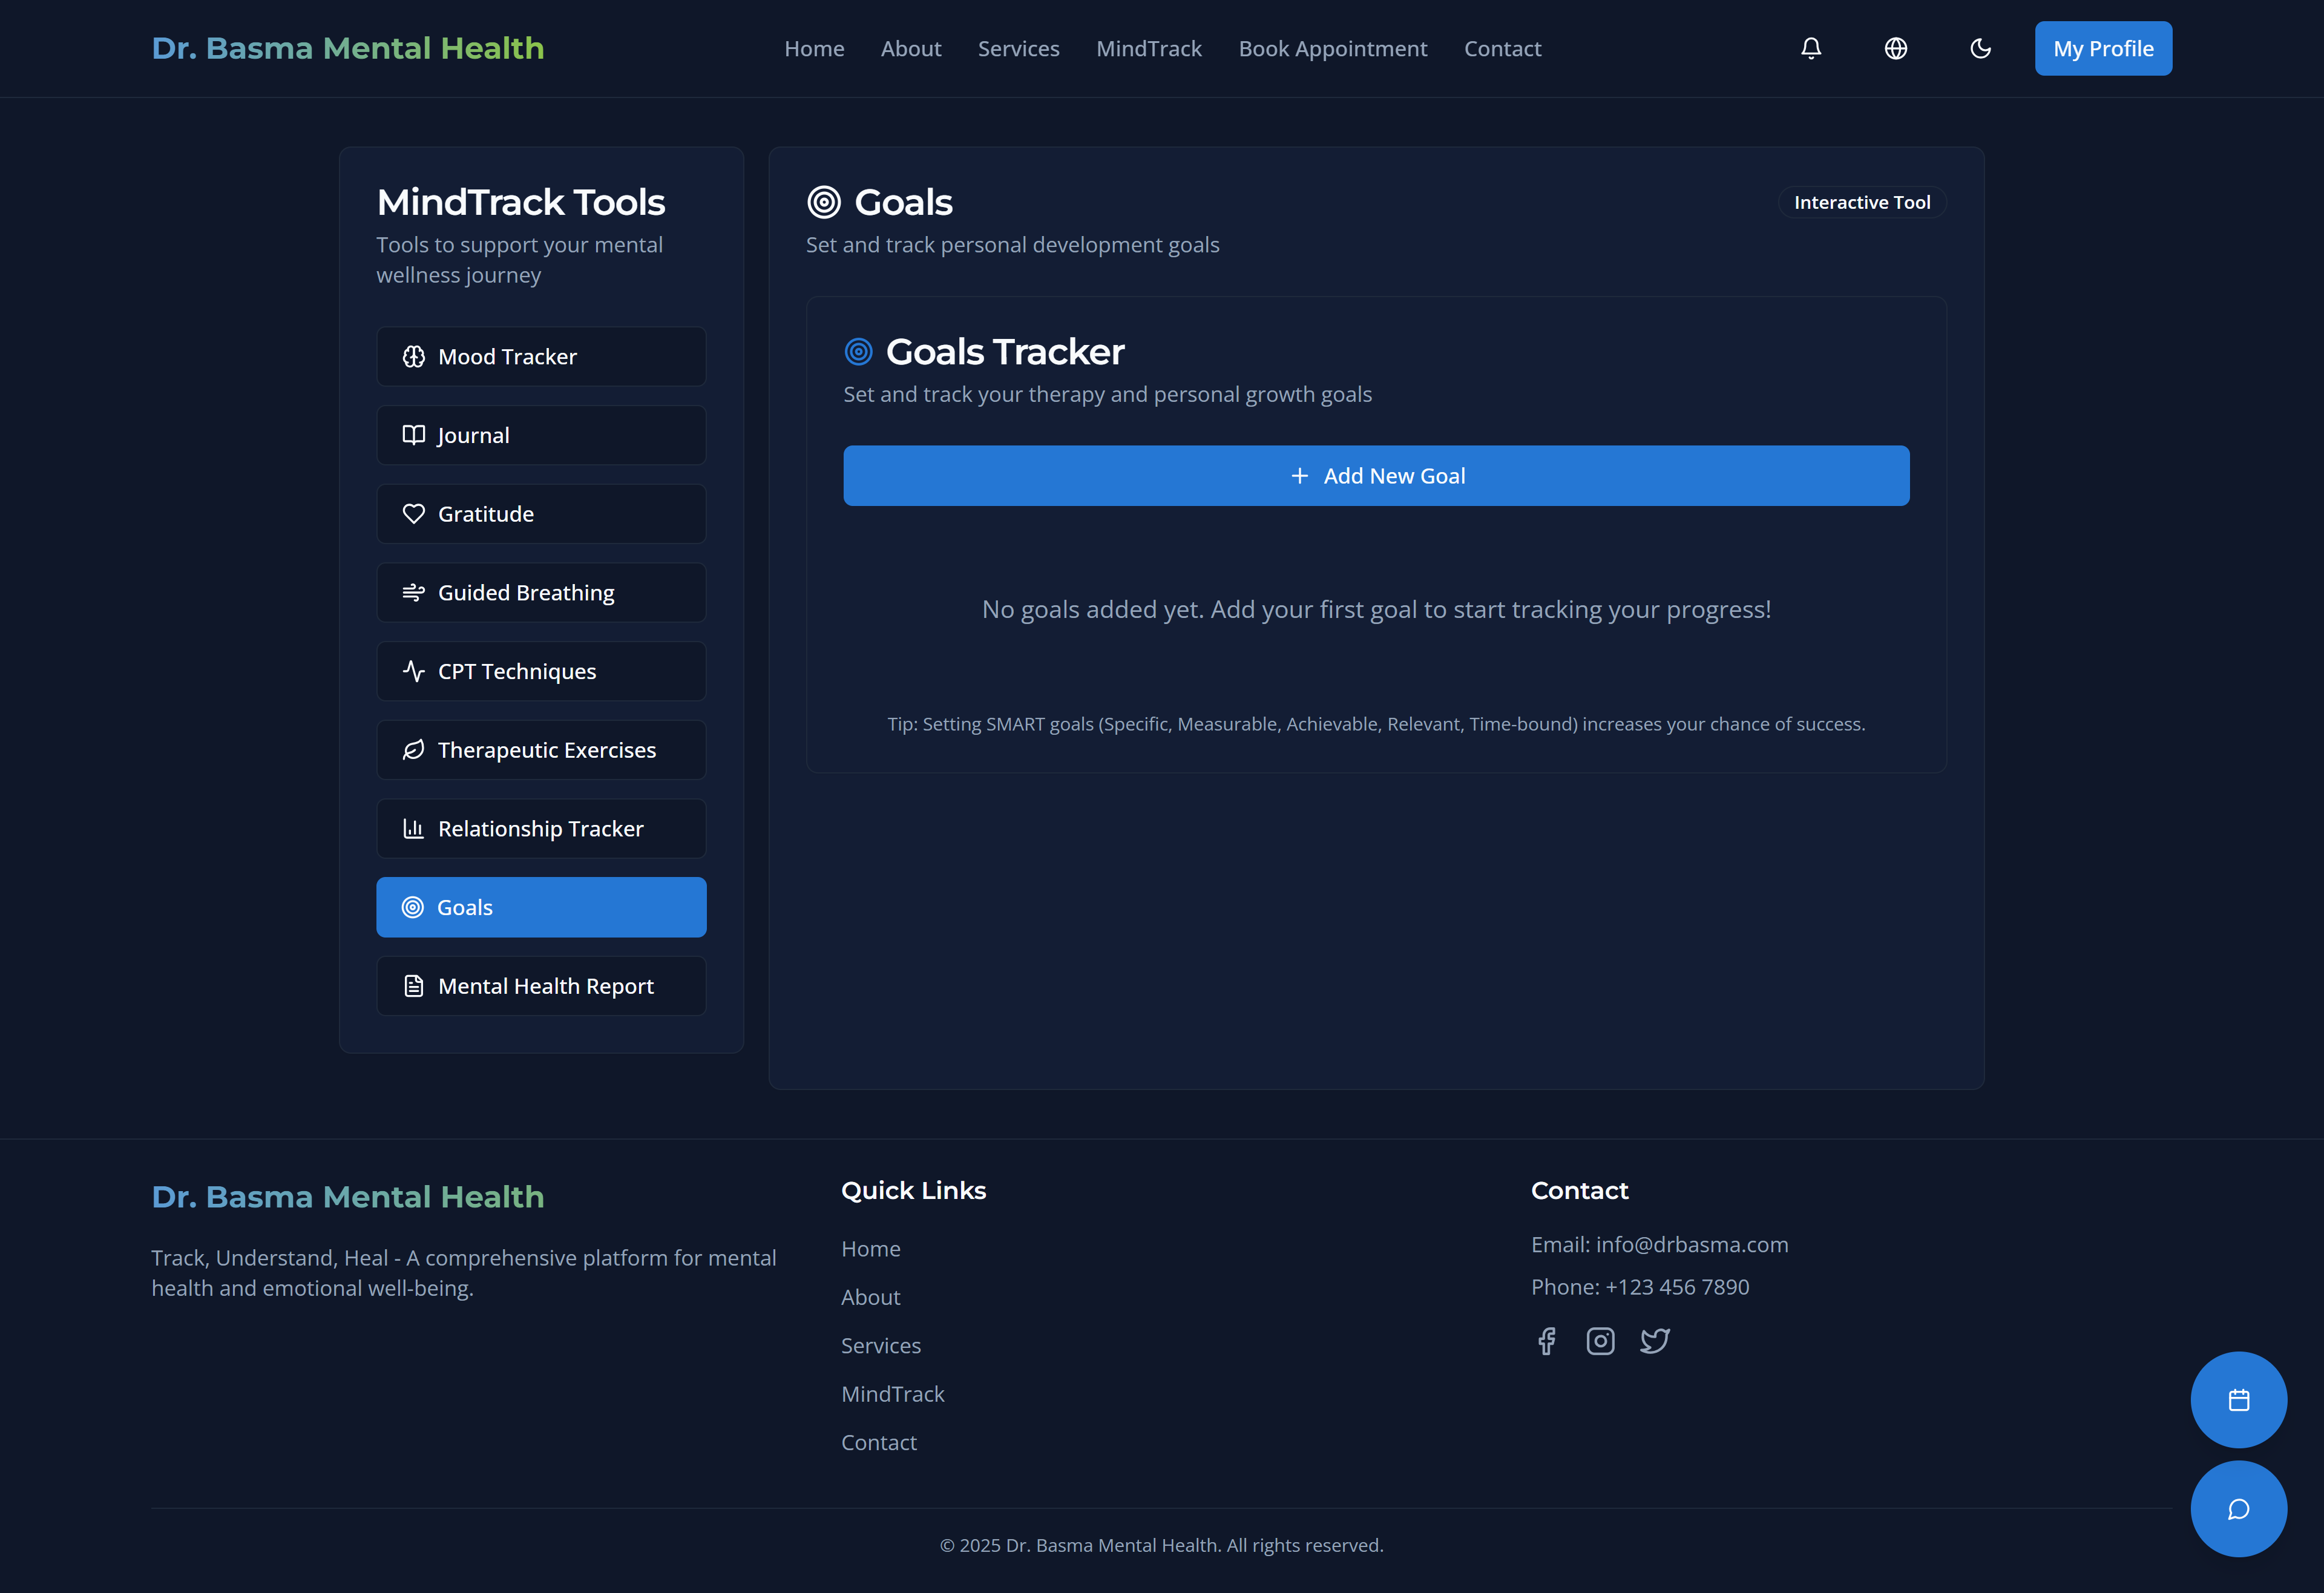 Dr. Basma Mental Health
Home
About
Services
MindTrack
Book Appointment
Contact
My Profile
MindTrack Tools
Tools to support your mental
wellness journey
Mood Tracker
Journal
Gratitude
Guided Breathing
CPT Techniques
Therapeutic Exercises
Relationship Tracker
Goals
Mental Health Report
Goals
Interactive Tool
Set and track personal development goals
Goals Tracker
Set and track your therapy and personal growth goals
Add New Goal
No goals added yet. Add your first goal to start tracking your progress!
Tip: Setting SMART goals (Specific, Measurable, Achievable, Relevant, Time-bound) increases your chance of success.
Dr. Basma Mental Health
Track, Understand, Heal - A comprehensive platform for mental
health and emotional well-being.
Quick Links
Home
About
Services
MindTrack
Contact
Contact
Email: info@drbasma.com
Phone: +123 456 7890
© 2025 Dr. Basma Mental Health. All rights reserved.